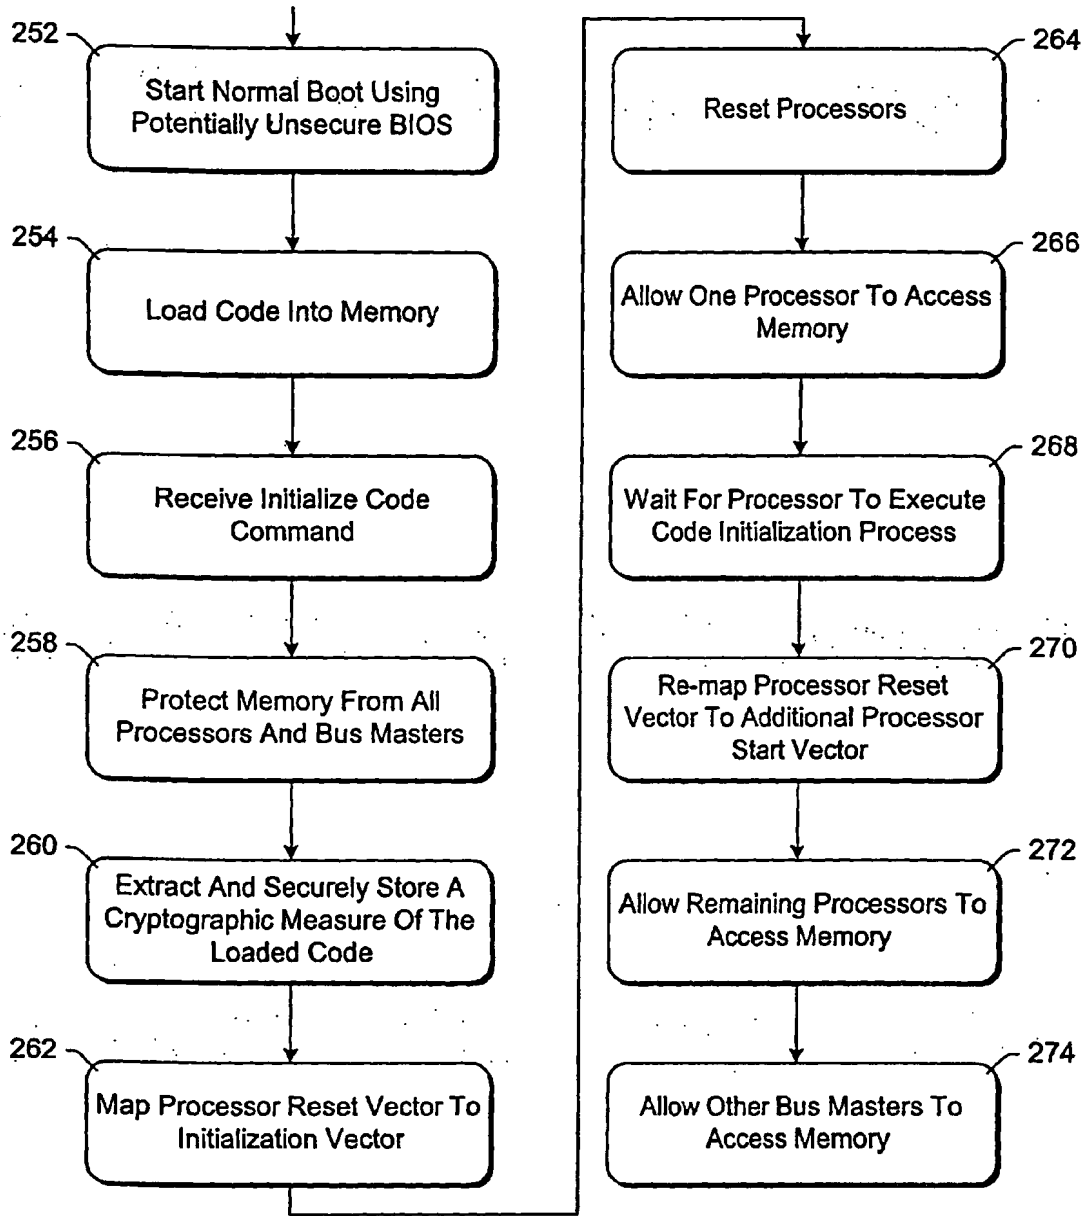 252
Start Normal Boot Using
Potentially Unsecure BIOS
254
Load Code Into Memory
256
Receive Initialize Code
Command
258
Protect Memory From All
Processors And Bus Masters
260
Extract And Securely Store A
Cryptographic Measure Of The
Loaded Code
262
Map Processor Reset Vector To
Initialization Vector
264
Reset Processors
266
Allow One Processor To Access
Memory
268
Wait For Processor To Execute
Code Initialization Process
270
Re-map Processor Reset
Vector To Additional Processor
Start Vector
272
Allow Remaining Processors To
Access Memory
274
Allow Other Bus Masters To
Access Memory